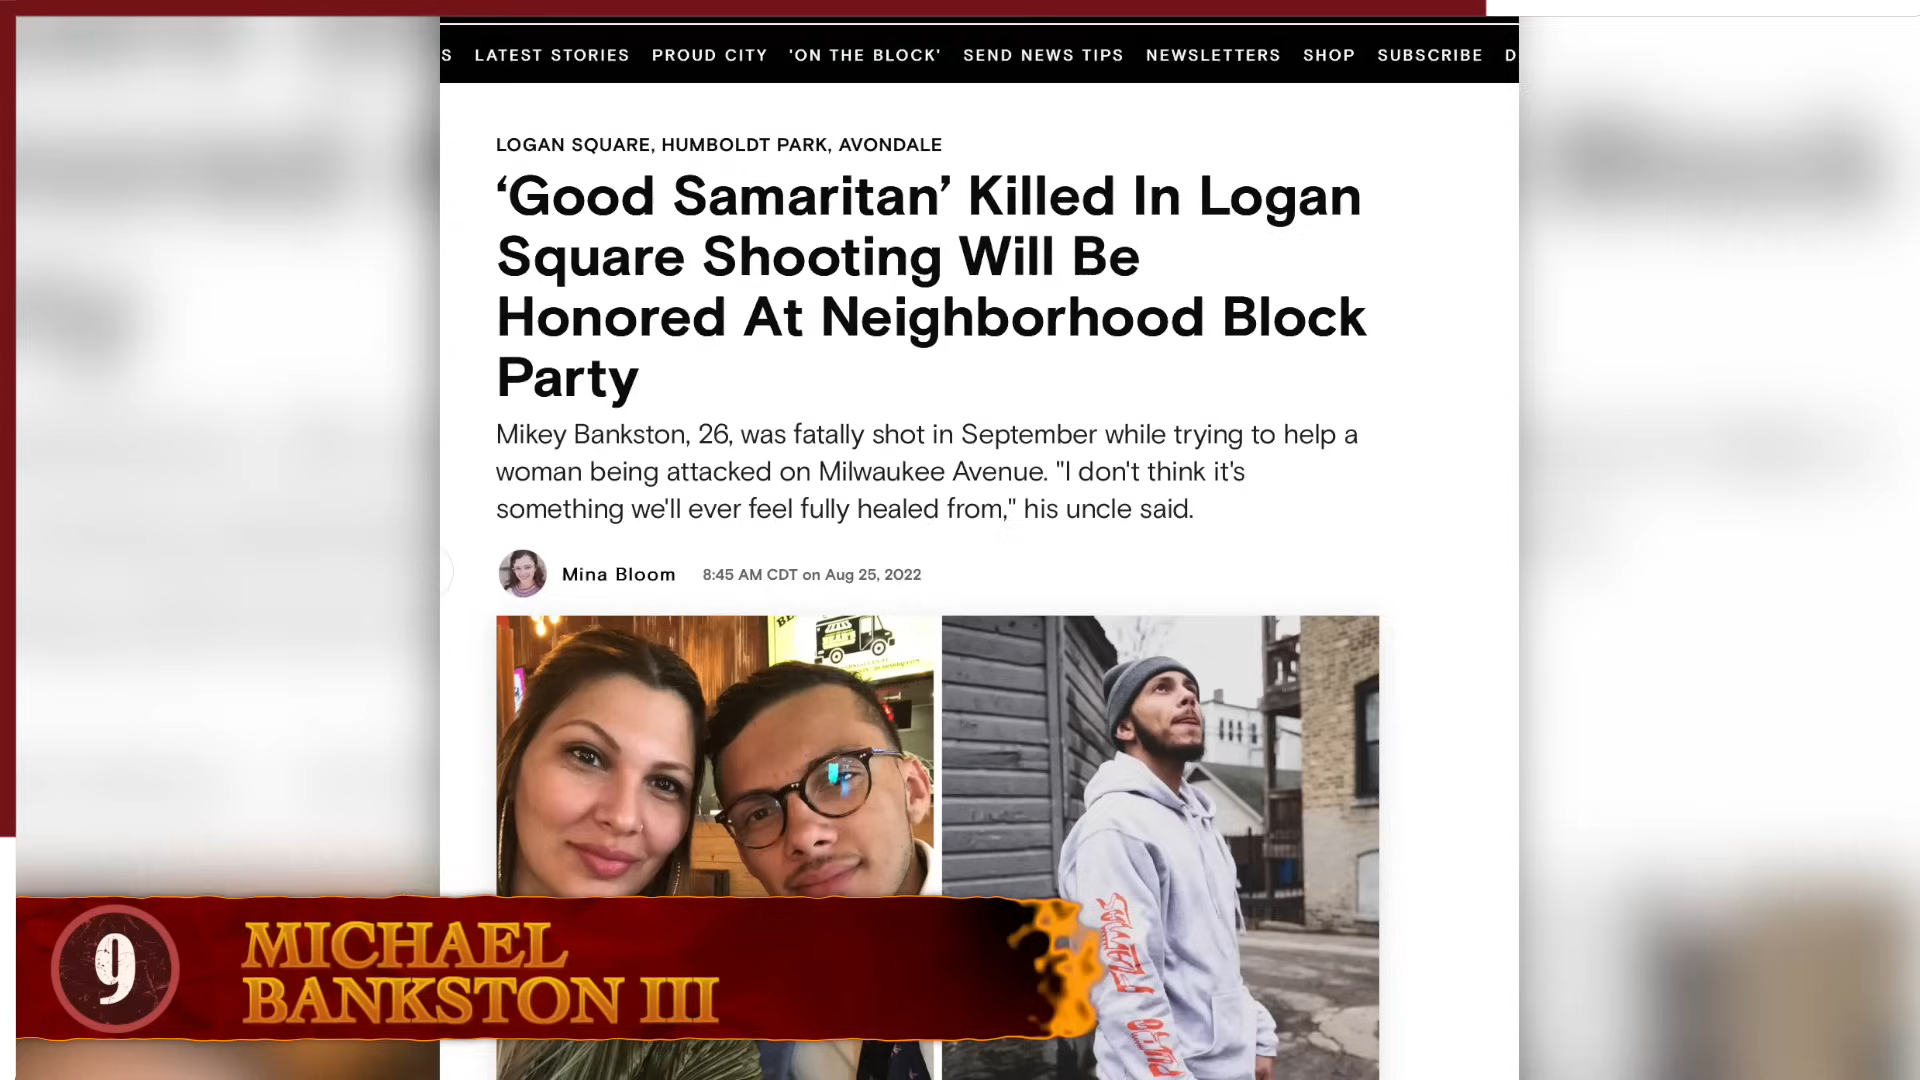 S LATEST STORIES PROUD CITY 'ON THE BLOCK' SEND NEWS TIPS NEWSLETTERS SHOP SUBSCRIBE D
LOGAN SQUARE, HUMBOLDT PARK, AVONDALE
‘Good Samaritan’ Killed In Logan
Square Shooting Will Be
Honored At Neighborhood Block
Party
Mikey Bankston, 26, was fatally shot in September while trying to help a
woman being attacked on Milwaukee Avenue. "I don't think it's
something we'll ever feel fully healed from," his uncle said.
Mina Bloom 8:45 AM CDT on Aug 25, 2022
9
MICHAEL
BANKSTON III